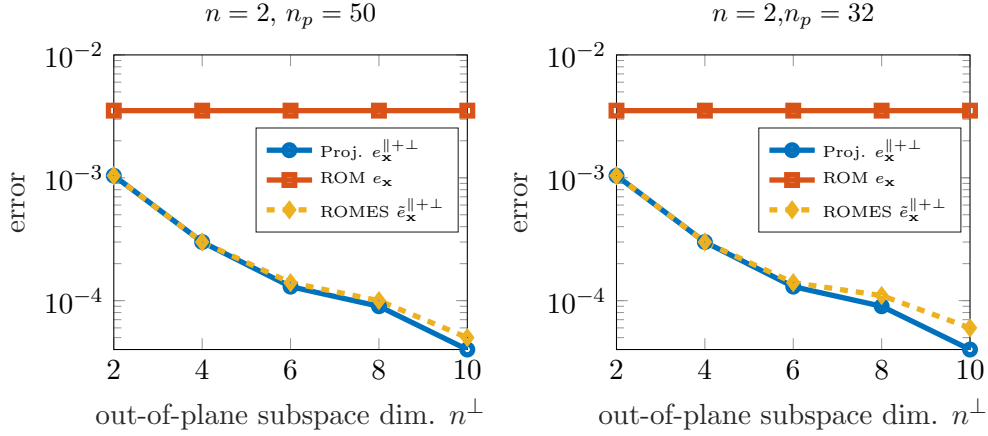 n = 2, n_p = 50
10^{-2}
10^{-3}
10^{-4}
error
Proj. e_x^{∥+⊥}
ROM e_x
ROMES ẽ_x^{∥+⊥}
2 4 6 8 10
out-of-plane subspace dim. n^⊥
n = 2,n_p = 32
10^{-2}
10^{-3}
10^{-4}
error
Proj. e_x^{∥+⊥}
ROM e_x
ROMES ẽ_x^{∥+⊥}
2 4 6 8 10
out-of-plane subspace dim. n^⊥